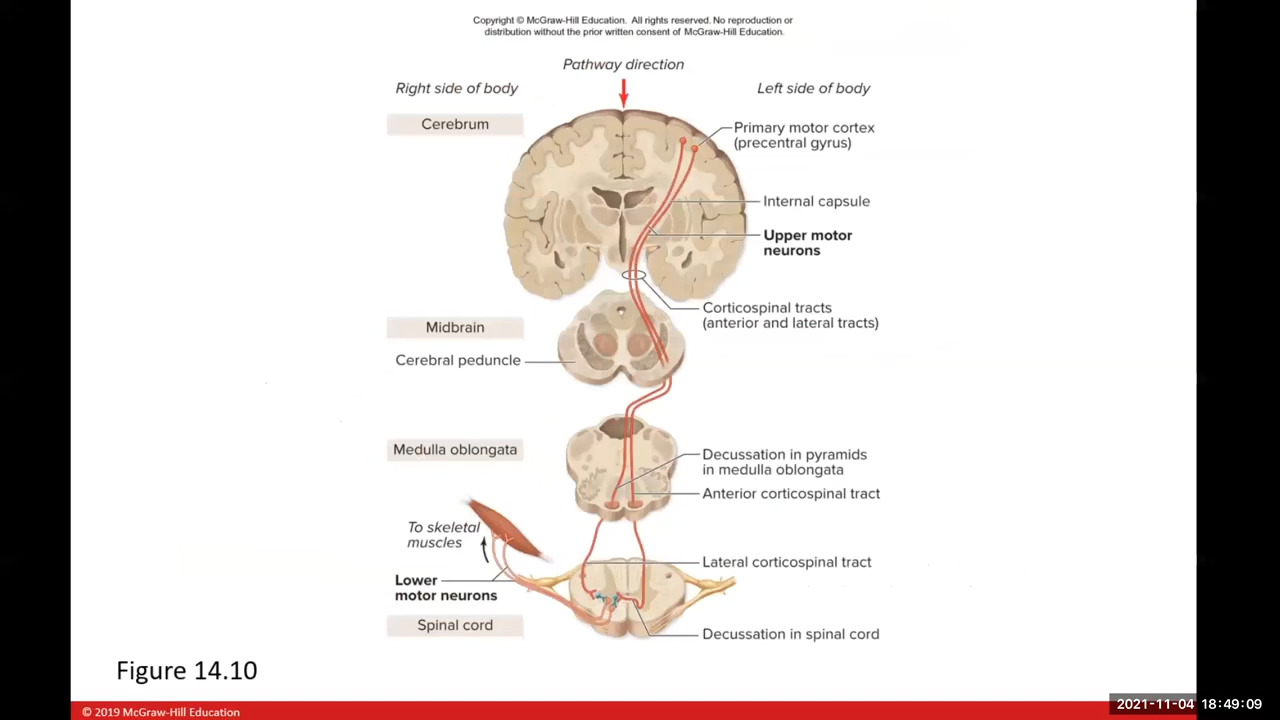 Copyright © McGraw-Hill Education. All rights reserved. No reproduction or
distribution without the prior written consent of McGraw-Hill Education.
Pathway direction
Right side of body
Left side of body
Cerebrum
Primary motor cortex
(precentral gyrus)
Internal capsule
Upper motor
neurons
Corticospinal tracts
(anterior and lateral tracts)
Midbrain
Cerebral peduncle
Medulla oblongata
Decussation in pyramids
in medulla oblongata
Anterior corticospinal tract
To skeletal
muscles
Lateral corticospinal tract
Lower
motor neurons
Spinal cord
Decussation in spinal cord
Figure 14.10
© 2019 McGraw-Hill Education
2021-11-04 18:49:09